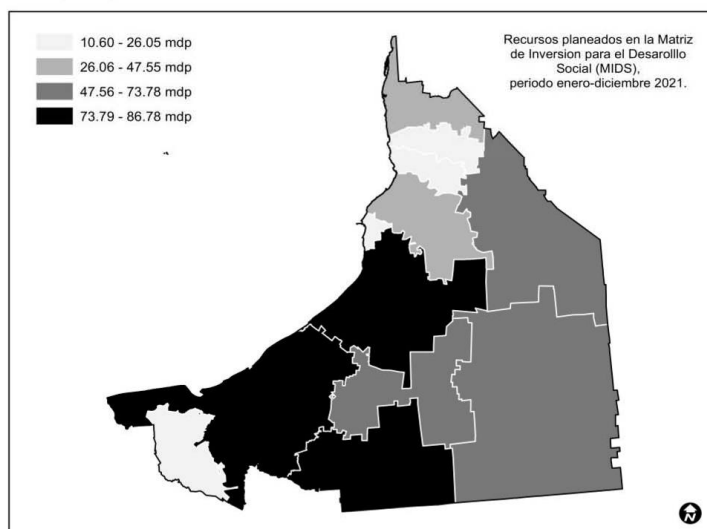 10.60 - 26.05 mdp
26.06 - 47.55 mdp
47.56 - 73.78 mdp
73.79 - 86.78 mdp
Recursos planeados en la Matriz
de Inversion para el Desarolllo
Social (MIDS),
periodo enero-diciembre 2021.
N